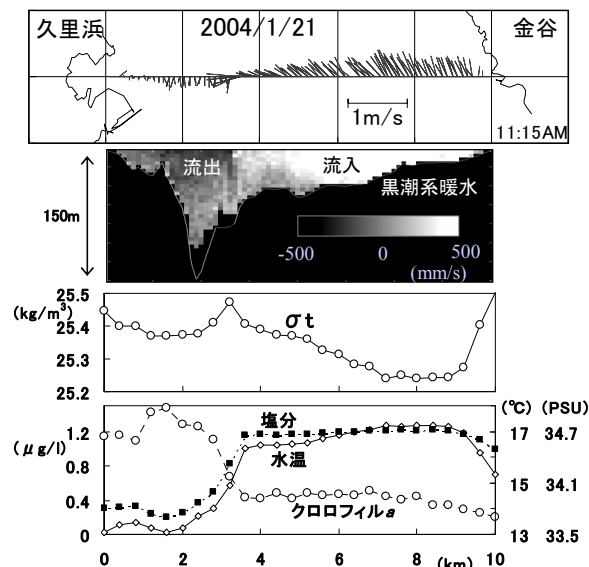 久里浜 2004/1/21 金谷
1m/s
11:15AM
流出 流入
黒潮系暖水
150m
-500 0 500
(mm/s)
25.5
(kg/m³)
25.4
25.3
25.2
σt
1.2
(μg/l)
0.8
0.4
0
塩分
水温
クロロフィルa
(℃) (PSU)
17 34.7
15 34.1
13 33.5
0 2 4 6 8 (km) 10